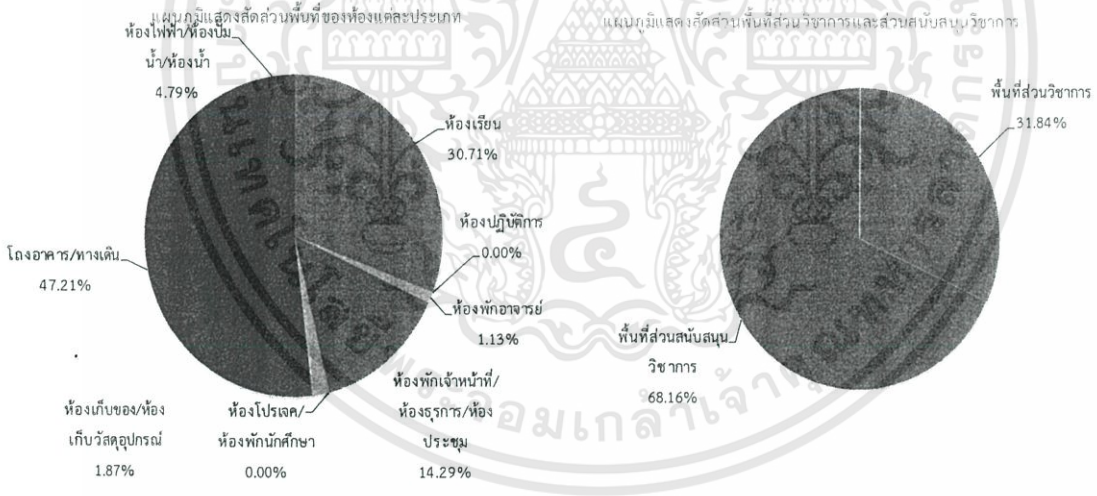 แผนภูมิแสดงสัดส่วนพื้นที่ของห้องแต่ละประเภท
ห้องไฟฟ้า/ห้องปั๊ม
น้ำ/ห้องน้ำ
4.79%
ห้องเรียน
30.71%
ห้องปฏิบัติการ
0.00%
ห้องพักอาจารย์
1.13%
ห้องพักเจ้าหน้าที่/
ห้องธุรการ/ห้อง
ประชุม
14.29%
ห้องโปรเจค/
ห้องพักนักศึกษา
0.00%
ห้องเก็บของ/ห้อง
เก็บวัสดุอุปกรณ์
1.87%
โถงอาคาร/ทางเดิน
47.21%
แผนภูมิแสดงสัดส่วนพื้นที่ส่วนวิชาการและส่วนสนับสนุนวิชาการ
พื้นที่ส่วนวิชาการ
31.84%
พื้นที่ส่วนสนับสนุน
วิชาการ
68.16%